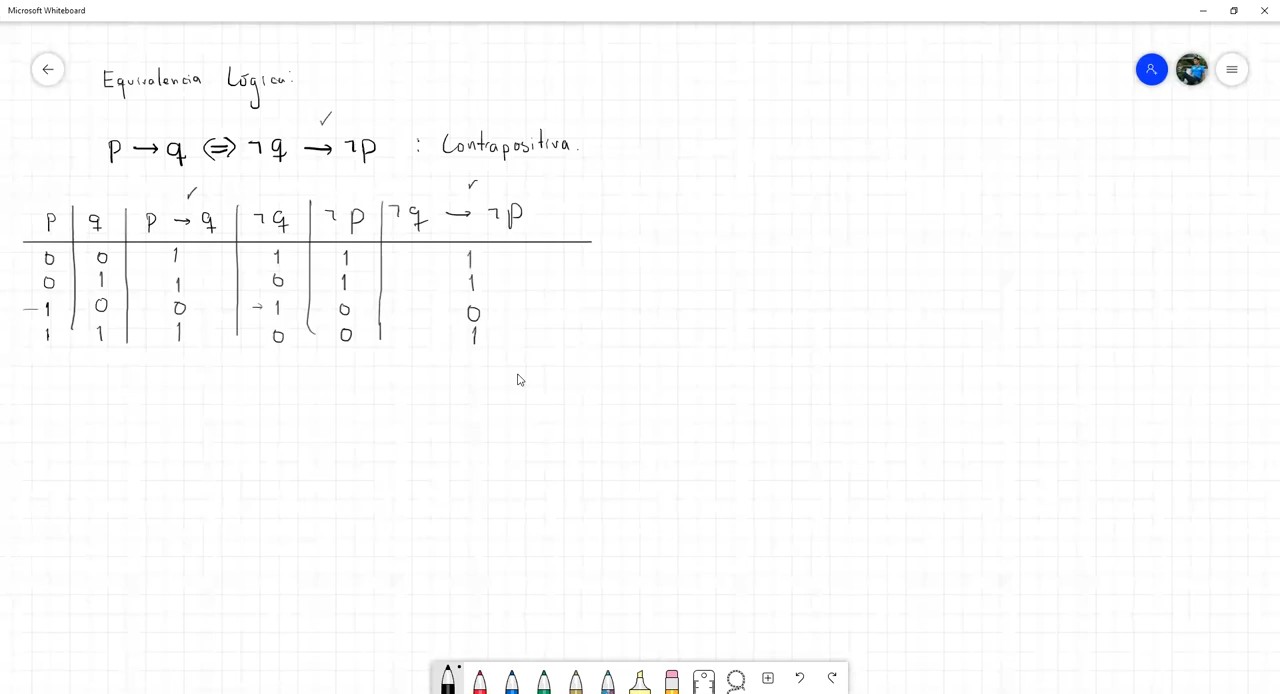 Microsoft Whiteboard
Equivalencia Lógica:
p → q ⇔ ¬q → ¬p : Contrapositiva.
p q p → q ¬q ¬p ¬q → ¬p
0 0 1 1 1 1
0 1 1 0 1 1
1 0 0 1 0 0
1 1 1 0 0 1